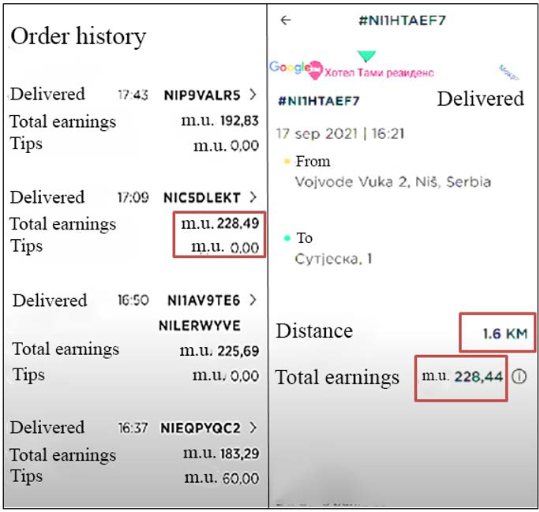 Order history
Delivered 17:43 NIP9VALR5 >
Total earnings m.u. 192,83
Tips m.u. 0,00
Delivered 17:09 NIC5DLEKT >
Total earnings m.u. 228,49
Tips m.u. 0,00
Delivered 16:50 NI1AV9TE6 >
NILERWYVE
Total earnings m.u. 225,69
Tips m.u. 0,00
Delivered 16:37 NIEQPYQC2 >
Total earnings m.u. 183,29
Tips m.u. 60,00
← #NI1HTAEF7
Google Хотел Тами резиденс
#NI1HTAEF7 Delivered
17 sep 2021 | 16:21
From
Vojvode Vuka 2, Niš, Serbia
To
Сутјеска, 1
Distance 1.6 KM
Total earnings m.u. 228,44